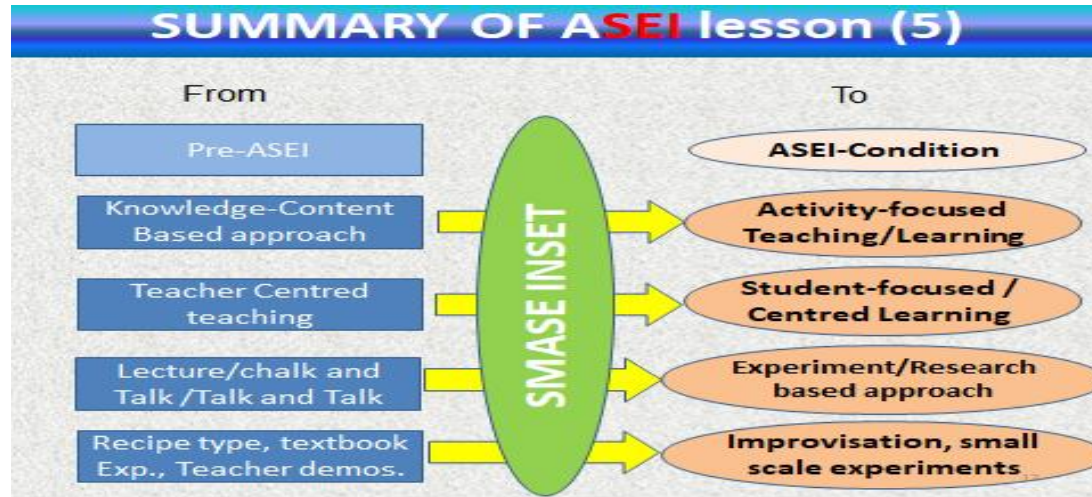 SUMMARY OF ASEI lesson (5)
From
To
Pre-ASEI
ASEI-Condition
Knowledge-Content
Based approach
Activity-focused
Teaching/Learning
Teacher Centred
teaching
Student-focused /
Centred Learning
Lecture/chalk and
Talk /Talk and Talk
Experiment/Research
based approach
Recipe type, textbook
Exp., Teacher demos.
Improvisation, small
scale experiments
SMASE INSET